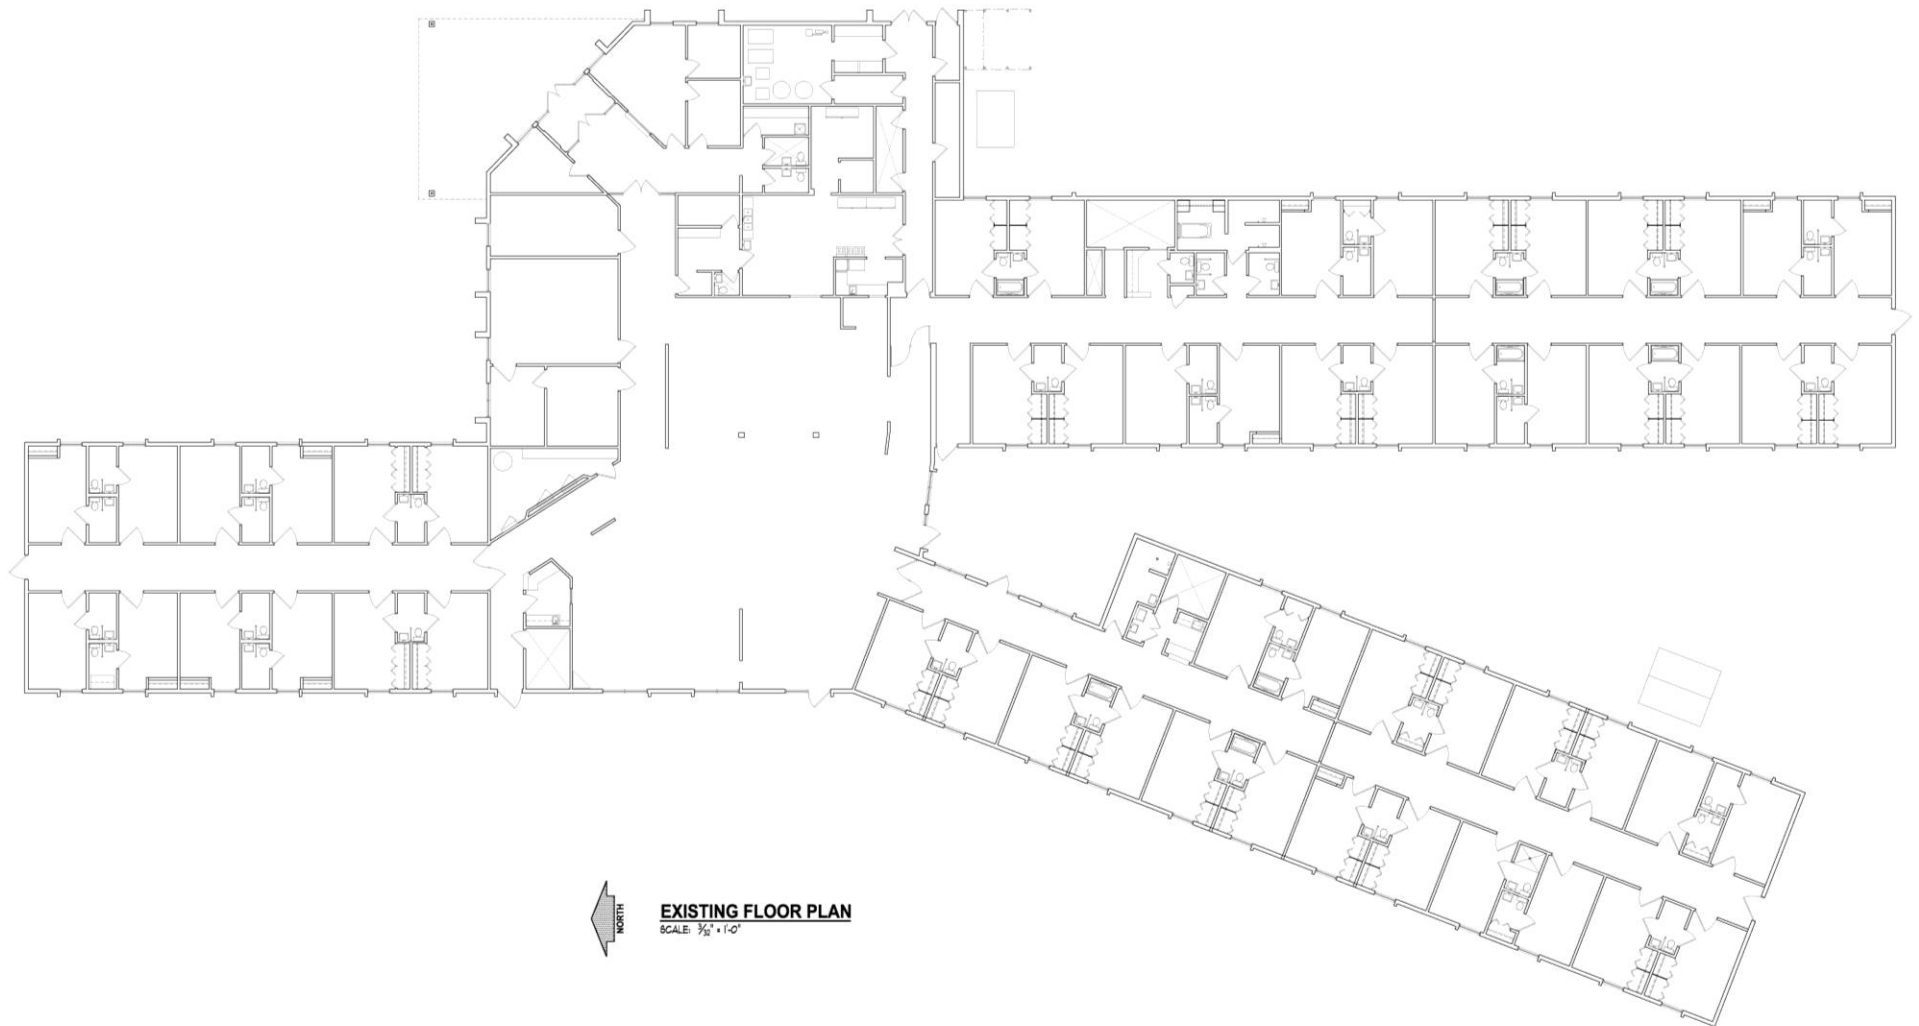 NORTH
EXISTING FLOOR PLAN
SCALE: 3/32" = 1'-0"